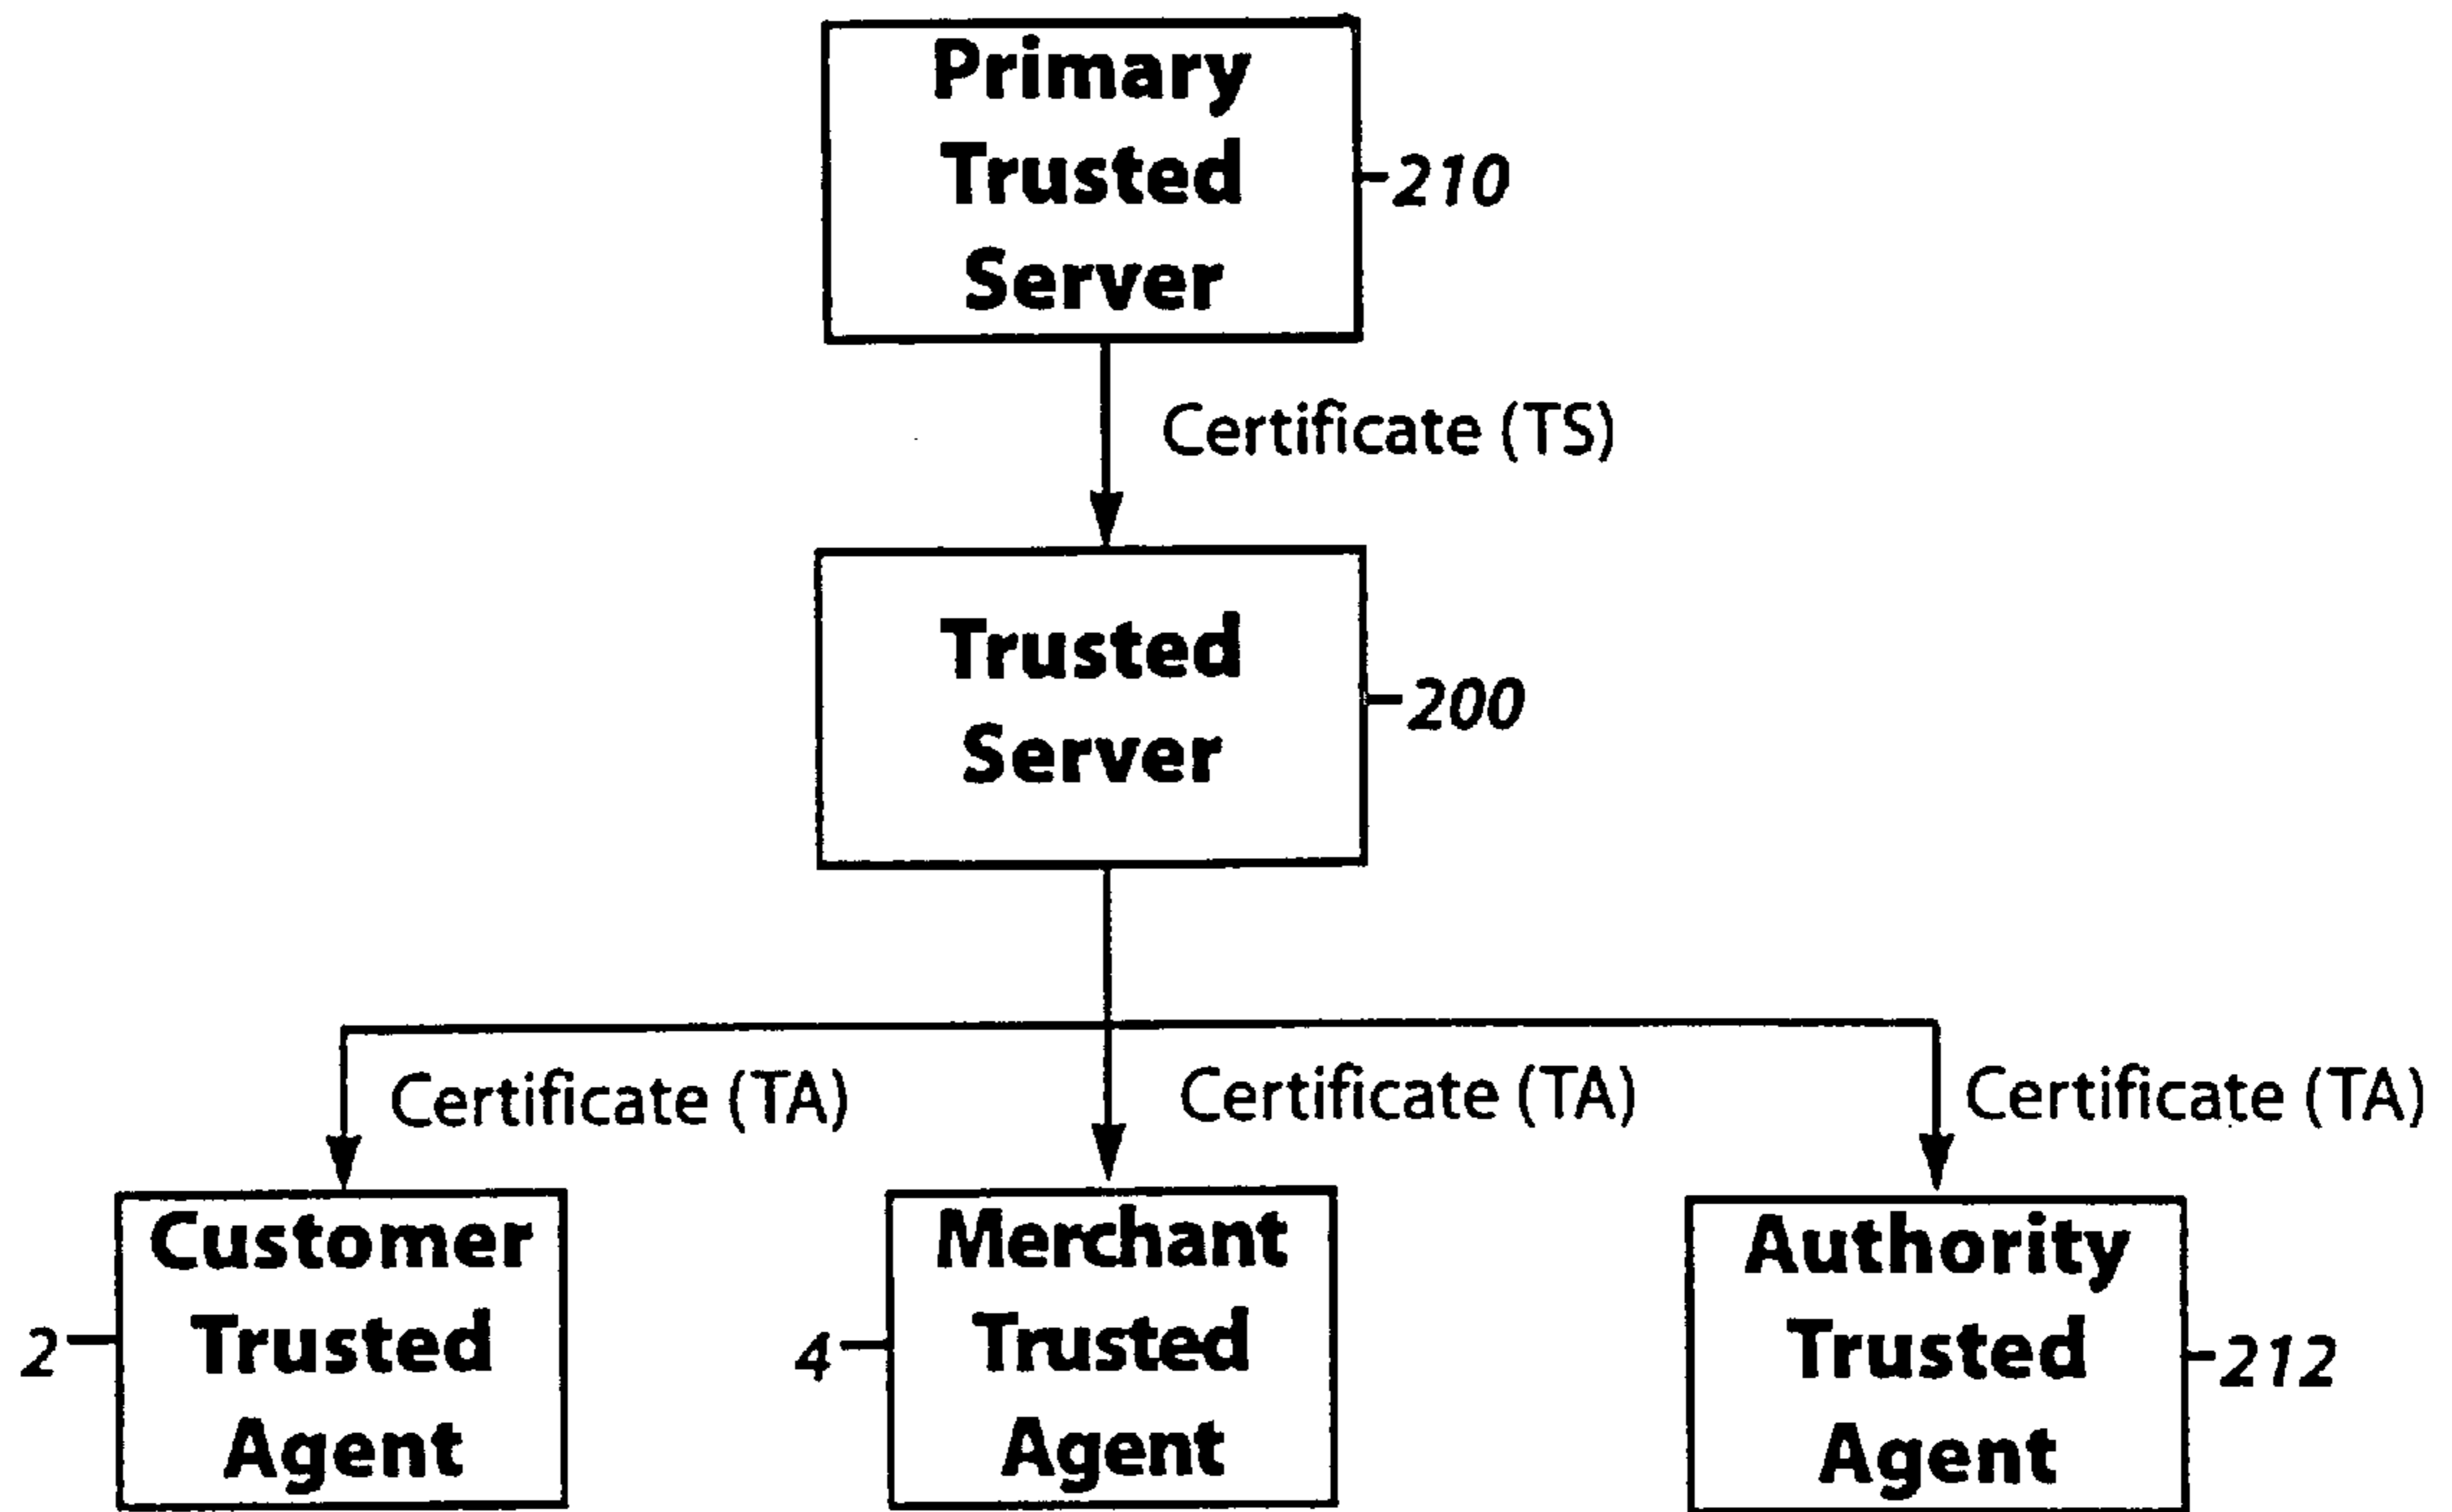 Primary
Trusted
Server
210
Certificate (TS)
Trusted
Server
200
Certificate (TA)
Certificate (TA)
Certificate (TA)
Customer
Trusted
Agent
2
Merchant
Trusted
Agent
4
Authority
Trusted
Agent
212